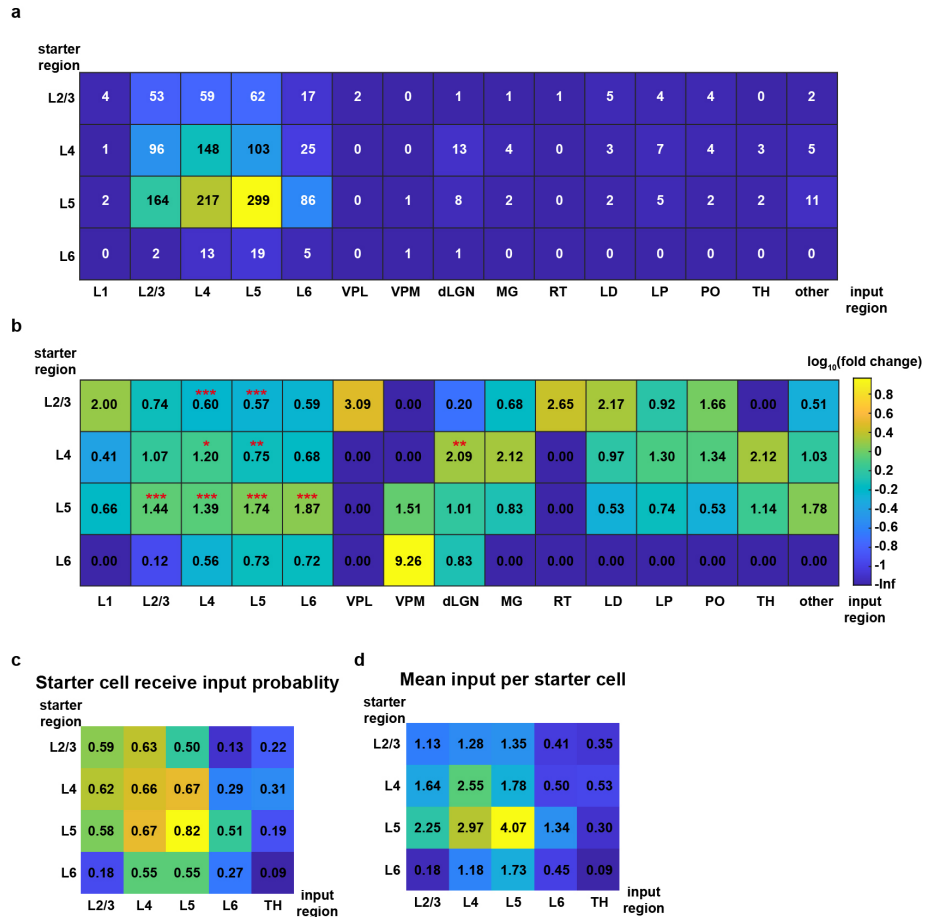 a
starter
region
L2/3 4 53 59 62 17 2 0 1 1 1 5 4 4 0 2
L4 1 96 148 103 25 0 0 13 4 0 3 7 4 3 5
L5 2 164 217 299 86 0 1 8 2 0 2 5 2 2 11
L6 0 2 13 19 5 0 1 1 0 0 0 0 0 0 0
L1 L2/3 L4 L5 L6 VPL VPM dLGN MG RT LD LP PO TH other input
region
b
starter
region
log10(fold change)
*** ***
L2/3 2.00 0.74 0.60 0.57 0.59 3.09 0.00 0.20 0.68 2.65 2.17 0.92 1.66 0.00 0.51
* ** **
L4 0.41 1.07 1.20 0.75 0.68 0.00 0.00 2.09 2.12 0.00 0.97 1.30 1.34 2.12 1.03
*** *** *** ***
L5 0.66 1.44 1.39 1.74 1.87 0.00 1.51 1.01 0.83 0.00 0.53 0.74 0.53 1.14 1.78
L6 0.00 0.12 0.56 0.73 0.72 0.00 9.26 0.83 0.00 0.00 0.00 0.00 0.00 0.00 0.00
0.8
0.6
0.4
0.2
0
0.2
-0.2
-0.4
-0.6
-0.8
-1
-Inf
L1 L2/3 L4 L5 L6 VPL VPM dLGN MG RT LD LP PO TH other input
region
c
Starter cell receive input probablity
starter
region
L2/3 0.59 0.63 0.50 0.13 0.22
L4 0.62 0.66 0.67 0.29 0.31
L5 0.58 0.67 0.82 0.51 0.19
L6 0.18 0.55 0.55 0.27 0.09
L2/3 L4 L5 L6 TH input
region
d
Mean input per starter cell
starter
region
L2/3 1.13 1.28 1.35 0.41 0.35
L4 1.64 2.55 1.78 0.50 0.53
L5 2.25 2.97 4.07 1.34 0.30
L6 0.18 1.18 1.73 0.45 0.09
L2/3 L4 L5 L6 TH input
region